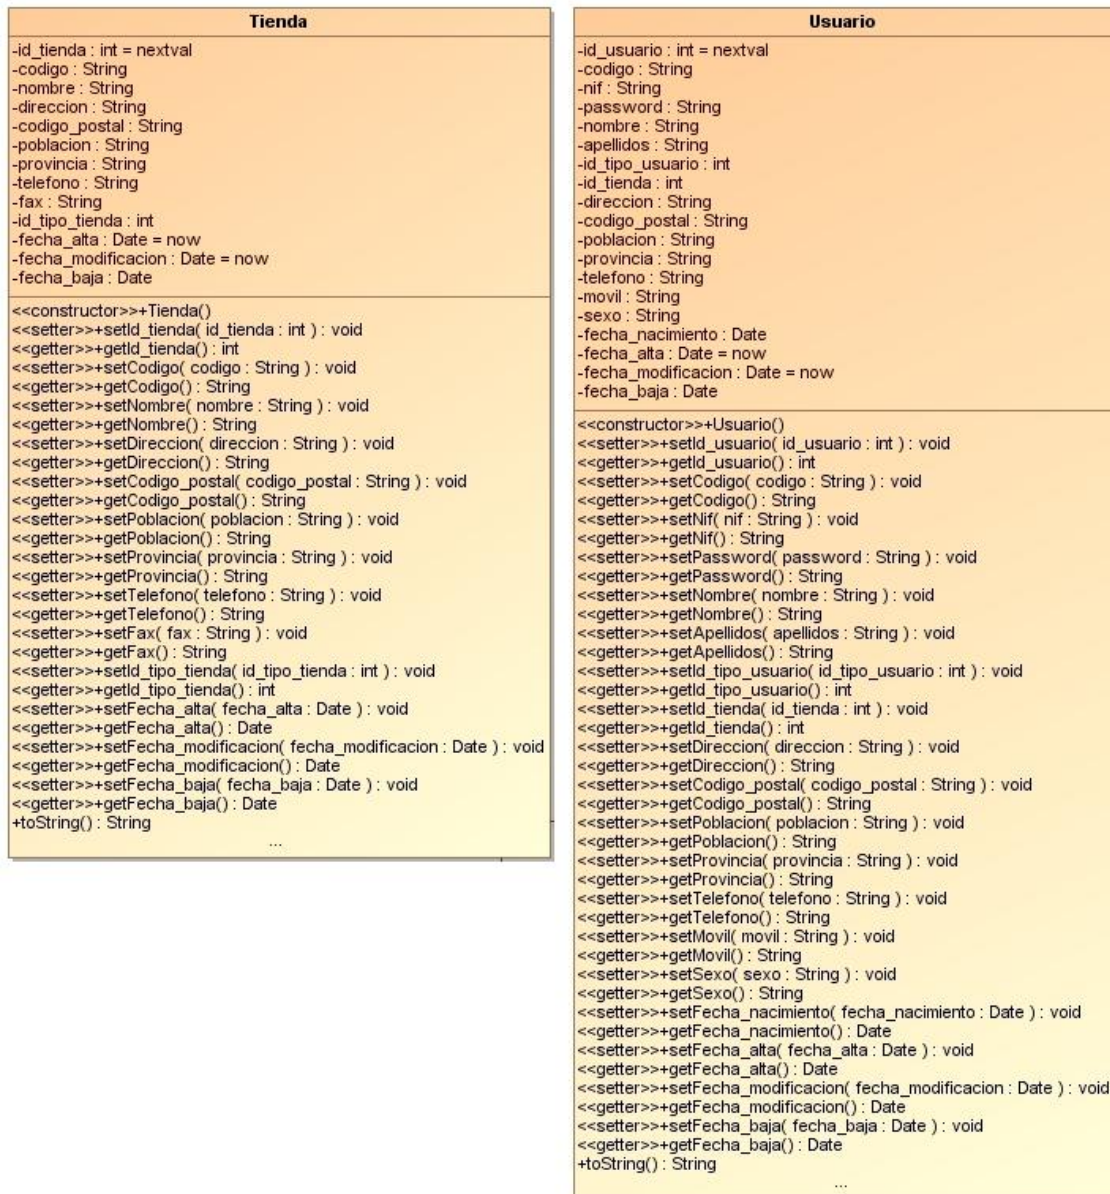 Tienda
-id_tienda : int = nextval
-codigo : String
-nombre : String
-direccion : String
-codigo_postal : String
-poblacion : String
-provincia : String
-telefono : String
-fax : String
-id_tipo_tienda : int
-fecha_alta : Date = now
-fecha_modificacion : Date = now
-fecha_baja : Date
<<constructor>>+Tienda()
<<setter>>+setId_tienda( id_tienda : int ) : void
<<getter>>+getId_tienda() : int
<<setter>>+setCodigo( codigo : String ) : void
<<getter>>+getCodigo() : String
<<setter>>+setNombre( nombre : String ) : void
<<getter>>+getNombre() : String
<<setter>>+setDireccion( direccion : String ) : void
<<getter>>+getDireccion() : String
<<setter>>+setCodigo_postal( codigo_postal : String ) : void
<<getter>>+getCodigo_postal() : String
<<setter>>+setPoblacion( poblacion : String ) : void
<<getter>>+getPoblacion() : String
<<setter>>+setProvincia( provincia : String ) : void
<<getter>>+getProvincia() : String
<<setter>>+setTelefono( telefono : String ) : void
<<getter>>+getTelefono() : String
<<setter>>+setFax( fax : String ) : void
<<getter>>+getFax() : String
<<setter>>+setId_tipo_tienda( id_tipo_tienda : int ) : void
<<getter>>+getId_tipo_tienda() : int
<<setter>>+setFecha_alta( fecha_alta : Date ) : void
<<getter>>+getFecha_alta() : Date
<<setter>>+setFecha_modificacion( fecha_modificacion : Date ) : void
<<getter>>+getFecha_modificacion() : Date
<<setter>>+setFecha_baja( fecha_baja : Date ) : void
<<getter>>+getFecha_baja() : Date
+toString() : String
...
Usuario
-id_usuario : int = nextval
-codigo : String
-nif : String
-password : String
-nombre : String
-apellidos : String
-id_tipo_usuario : int
-id_tienda : int
-direccion : String
-codigo_postal : String
-poblacion : String
-provincia : String
-telefono : String
-movil : String
-sexo : String
-fecha_nacimiento : Date
-fecha_alta : Date = now
-fecha_modificacion : Date = now
-fecha_baja : Date
<<constructor>>+Usuario()
<<setter>>+setId_usuario( id_usuario : int ) : void
<<getter>>+getId_usuario() : int
<<setter>>+setCodigo( codigo : String ) : void
<<getter>>+getCodigo() : String
<<setter>>+setNif( nif : String ) : void
<<getter>>+getNif() : String
<<setter>>+setPassword( password : String ) : void
<<getter>>+getPassword() : String
<<setter>>+setNombre( nombre : String ) : void
<<getter>>+getNombre() : String
<<setter>>+setApellidos( apellidos : String ) : void
<<getter>>+getApellidos() : String
<<setter>>+setId_tipo_usuario( id_tipo_usuario : int ) : void
<<getter>>+getId_tipo_usuario() : int
<<setter>>+setId_tienda( id_tienda : int ) : void
<<getter>>+getId_tienda() : int
<<setter>>+setDireccion( direccion : String ) : void
<<getter>>+getDireccion() : String
<<setter>>+setCodigo_postal( codigo_postal : String ) : void
<<getter>>+getCodigo_postal() : String
<<setter>>+setPoblacion( poblacion : String ) : void
<<getter>>+getPoblacion() : String
<<setter>>+setProvincia( provincia : String ) : void
<<getter>>+getProvincia() : String
<<setter>>+setTelefono( telefono : String ) : void
<<getter>>+getTelefono() : String
<<setter>>+setMovil( movil : String ) : void
<<getter>>+getMovil() : String
<<setter>>+setSexo( sexo : String ) : void
<<getter>>+getSexo() : String
<<setter>>+setFecha_nacimiento( fecha_nacimiento : Date ) : void
<<getter>>+getFecha_nacimiento() : Date
<<setter>>+setFecha_alta( fecha_alta : Date ) : void
<<getter>>+getFecha_alta() : Date
<<setter>>+setFecha_modificacion( fecha_modificacion : Date ) : void
<<getter>>+getFecha_modificacion() : Date
<<setter>>+setFecha_baja( fecha_baja : Date ) : void
<<getter>>+getFecha_baja() : Date
+toString() : String
...